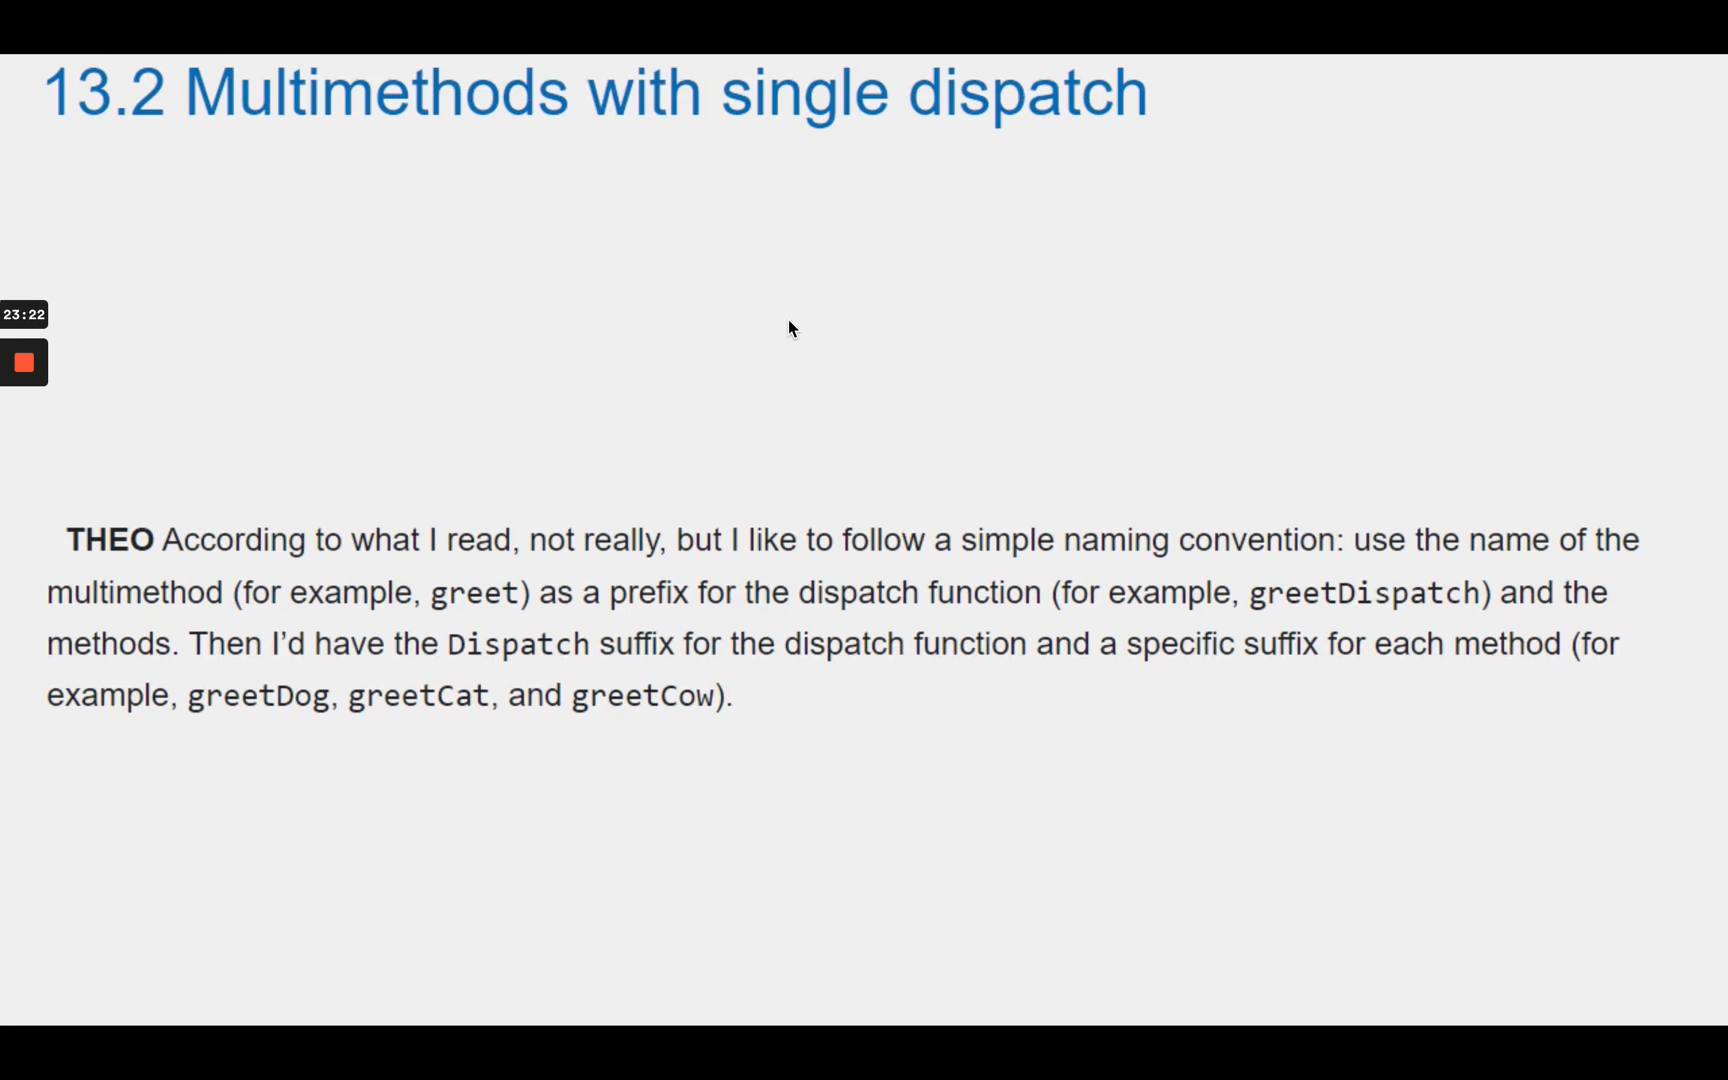 13.2 Multimethods with single dispatch
23:22
THEO According to what I read, not really, but I like to follow a simple naming convention: use the name of the
multimethod (for example, greet) as a prefix for the dispatch function (for example, greetDispatch) and the
methods. Then I’d have the Dispatch suffix for the dispatch function and a specific suffix for each method (for
example, greetDog, greetCat, and greetCow).